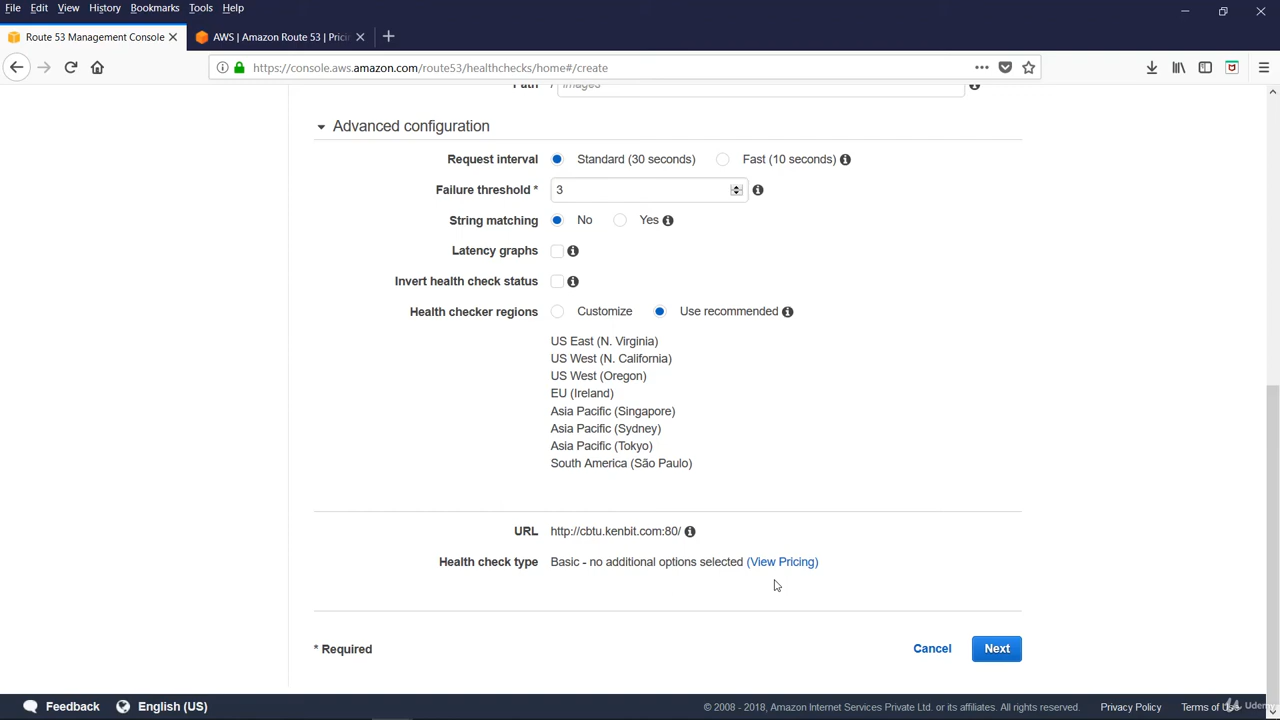 File Edit View History Bookmarks Tools Help
Route 53 Management Console
AWS | Amazon Route 53 | Pricin
https://console.aws.amazon.com/route53/healthchecks/home#/create
Path / images
Advanced configuration
Request interval Standard (30 seconds) Fast (10 seconds)
Failure threshold * 3
String matching No Yes
Latency graphs
Invert health check status
Health checker regions Customize Use recommended
US East (N. Virginia)
US West (N. California)
US West (Oregon)
EU (Ireland)
Asia Pacific (Singapore)
Asia Pacific (Sydney)
Asia Pacific (Tokyo)
South America (São Paulo)
URL http://cbtu.kenbit.com:80/
Health check type Basic - no additional options selected (View Pricing)
* Required Cancel Next
Feedback English (US) © 2008 - 2018, Amazon Internet Services Private Ltd. or its affiliates. All rights reserved. Privacy Policy Terms of
Udemy